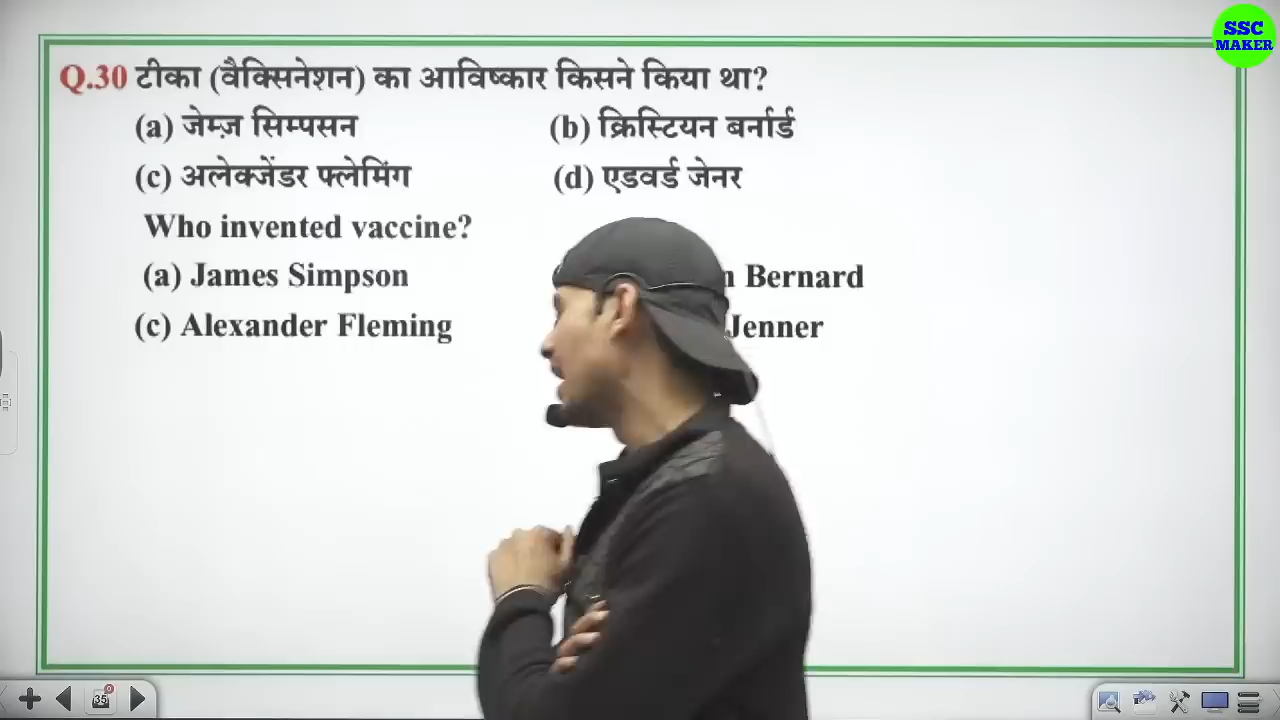 SSC
MAKER
Q.30 टीका (वैक्सिनेशन) का आविष्कार किसने किया था?
(a) जेम्ज़ सिम्पसन (b) क्रिस्टियन बर्नार्ड
(c) अलेक्जेंडर फ्लेमिंग (d) एडवर्ड जेनर
Who invented vaccine?
(a) James Simpson Bernard
(c) Alexander Fleming Jenner
35